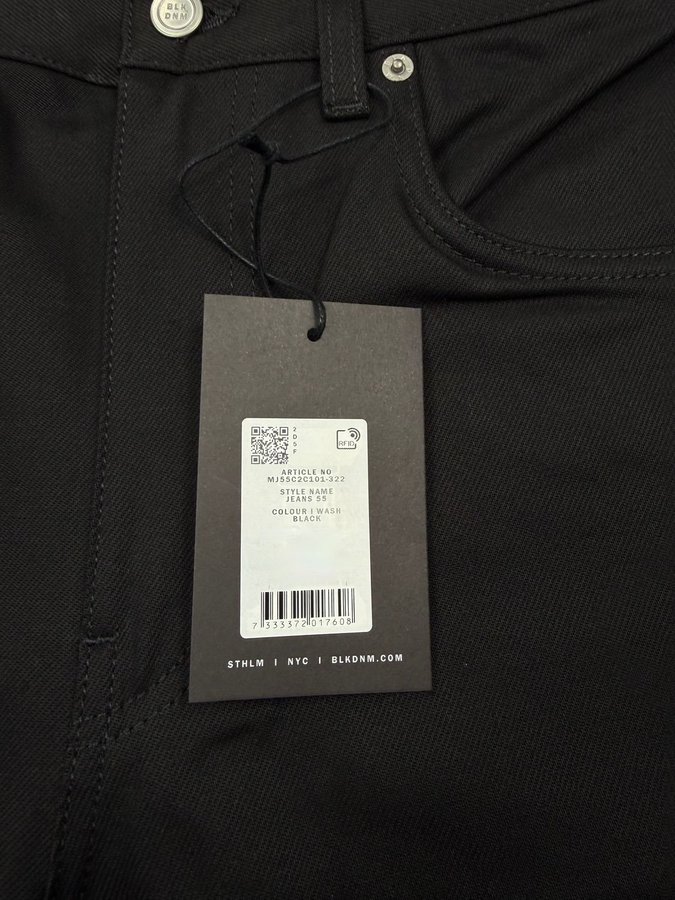 BLK
DNM
2
D
5
F
RFID
ARTICLE NO
MJ55C2C101-322
STYLE NAME
JEANS 55
COLOUR I WASH
BLACK
7 333372 017608
STHLM I NYC I BLKDNM.COM